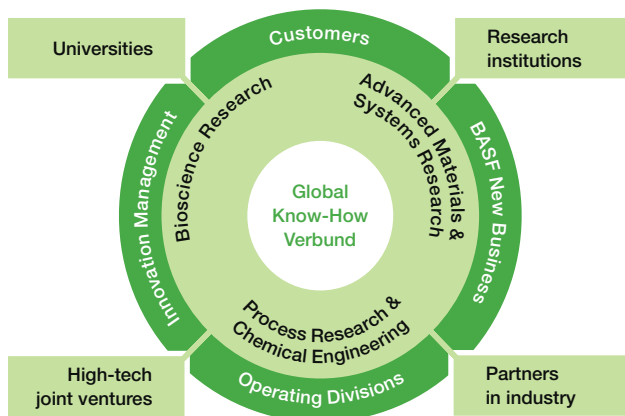 Universities
Customers
Research
institutions
Bioscience Research
Advanced Materials &
Systems Research
Innovation Management
BASF New Business
Global
Know-How
Verbund
Process Research &
Chemical Engineering
High-tech
joint ventures
Operating Divisions
Partners
in industry